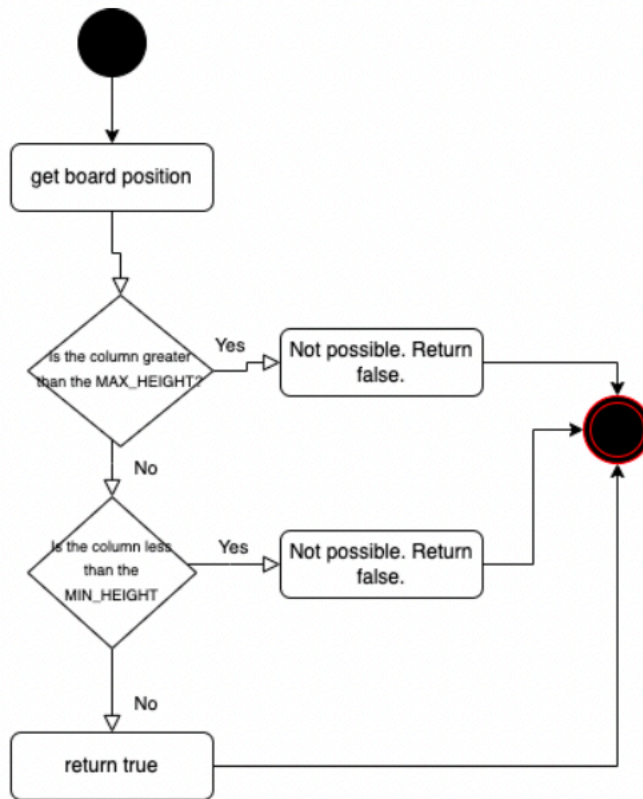 get board position
Is the column greater
than the MAX_HEIGHT?
Yes
Not possible. Return
false.
No
Is the column less
than the
MIN_HEIGHT
Yes
Not possible. Return
false.
No
return true